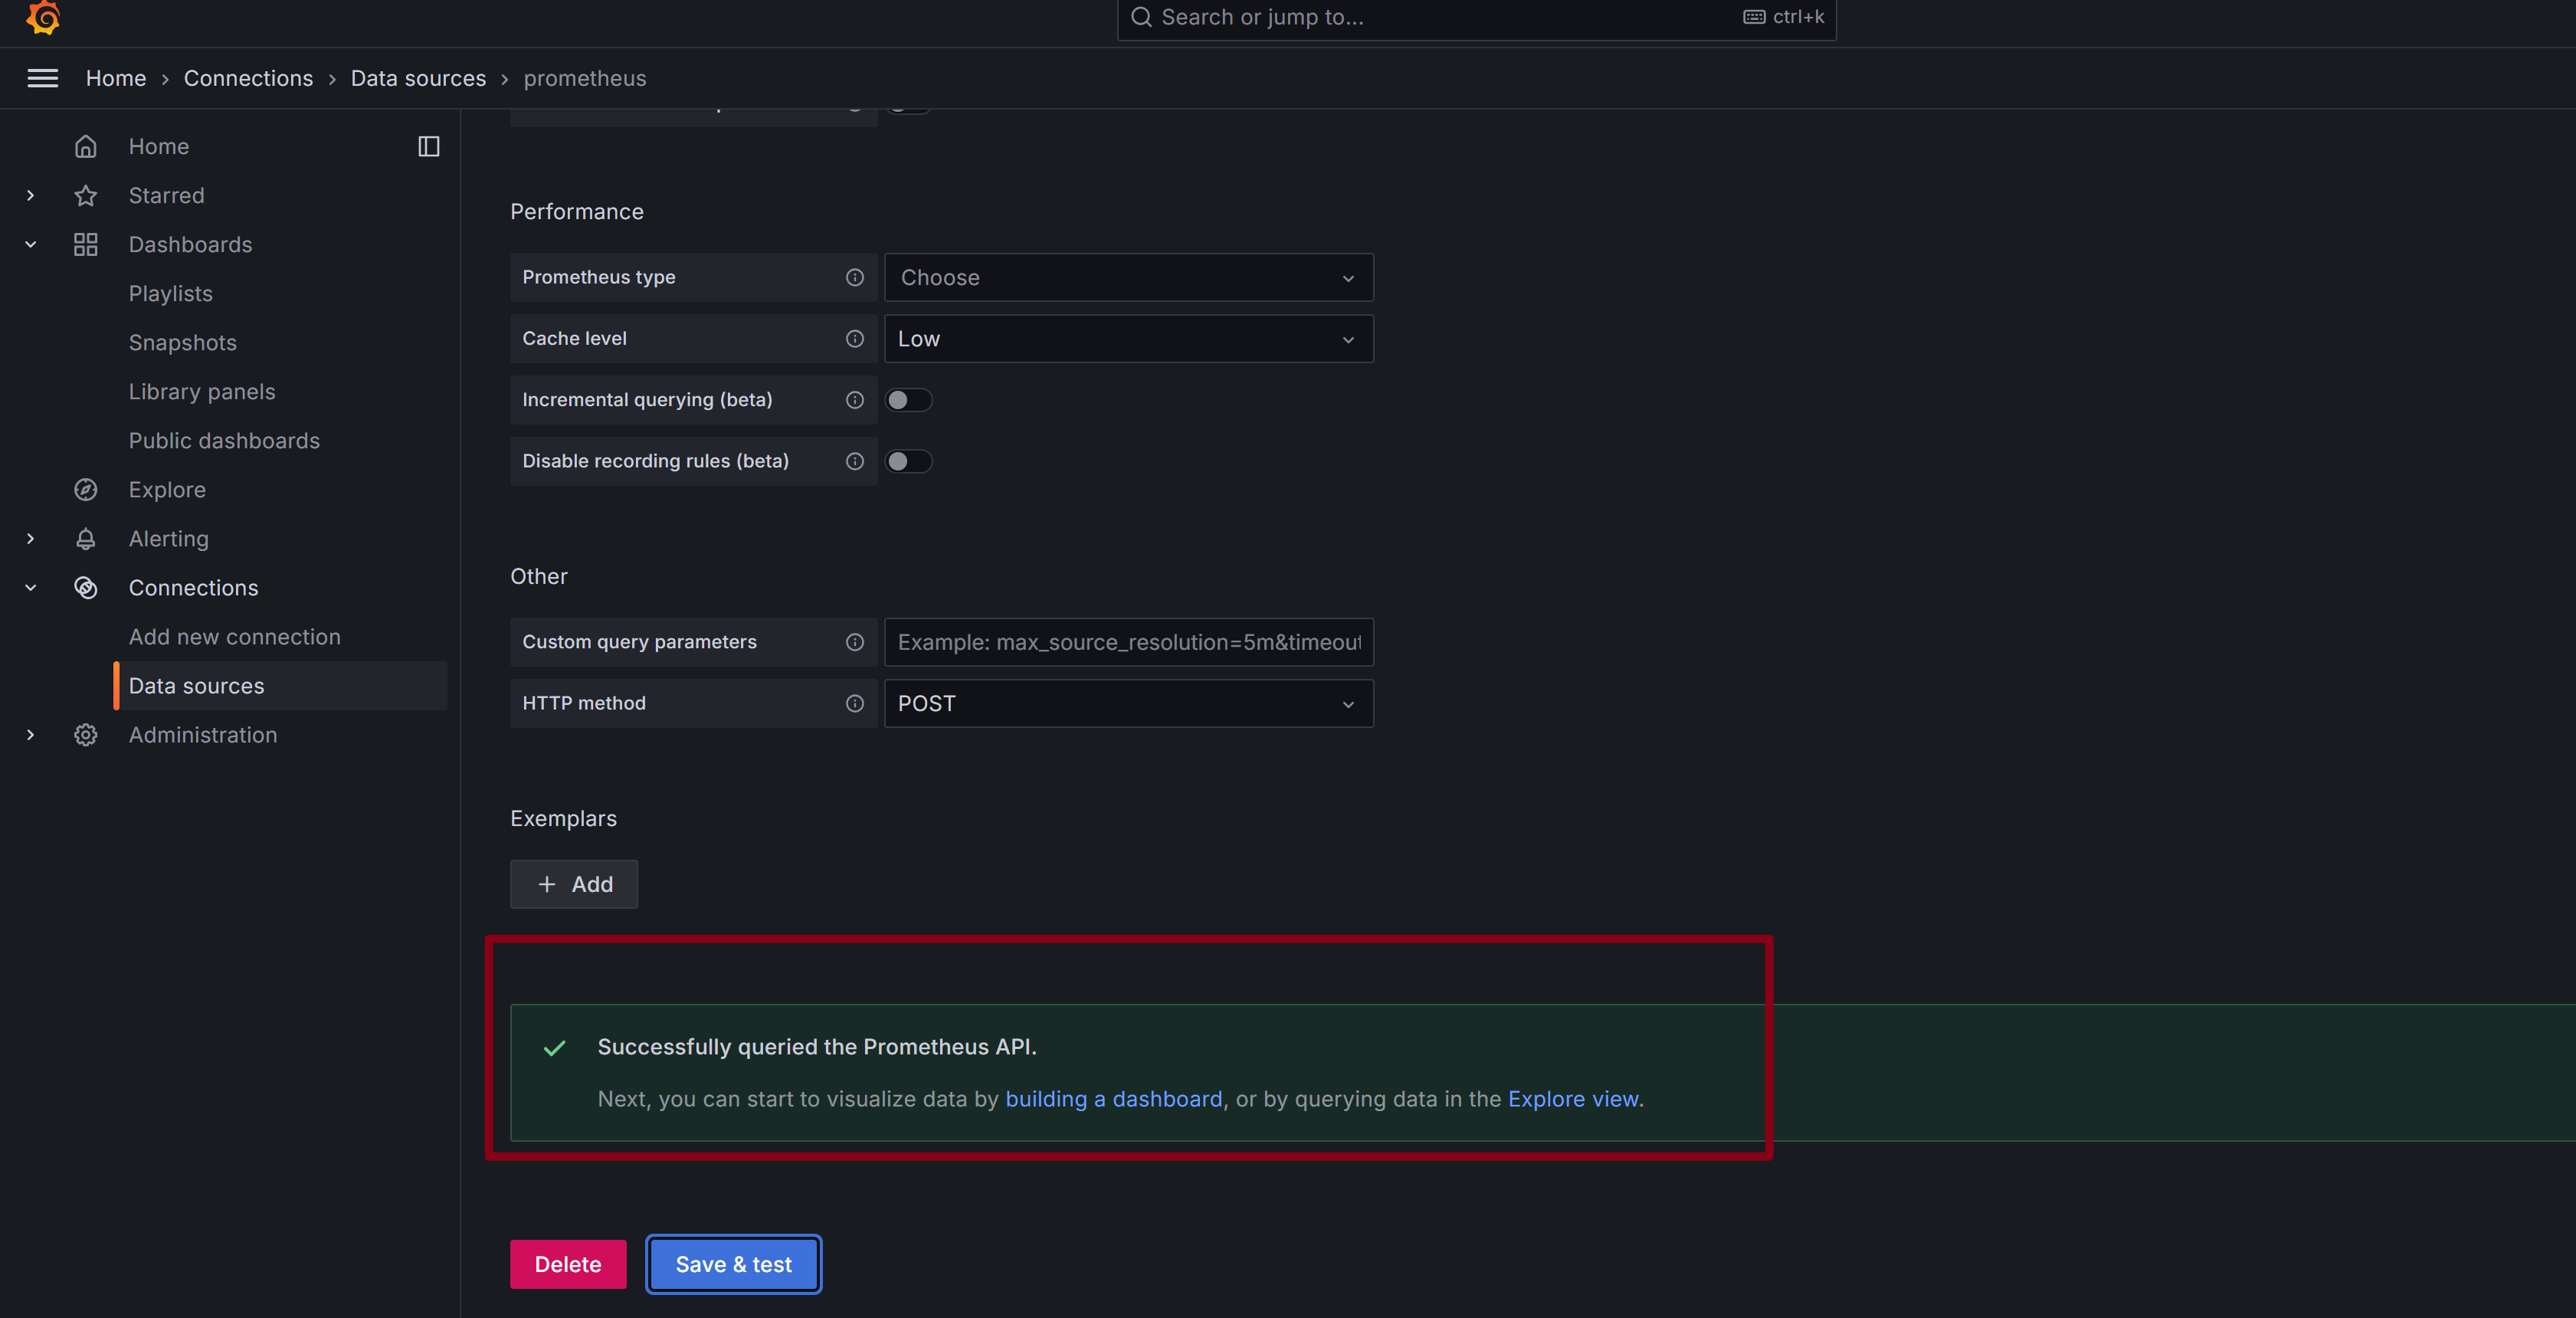 Search or jump to...
ctrl+k
Home
Connections
Data sources
prometheus
Home
Starred
Dashboards
Playlists
Snapshots
Library panels
Public dashboards
Explore
Alerting
Connections
Add new connection
Data sources
Administration
Performance
Prometheus type
Choose
Cache level
Low
Incremental querying (beta)
Disable recording rules (beta)
Other
Custom query parameters
Example: max_source_resolution=5m&timeout
HTTP method
POST
Exemplars
Add
Successfully queried the Prometheus API.
Next, you can start to visualize data by building a dashboard, or by querying data in the Explore view.
Delete
Save & test